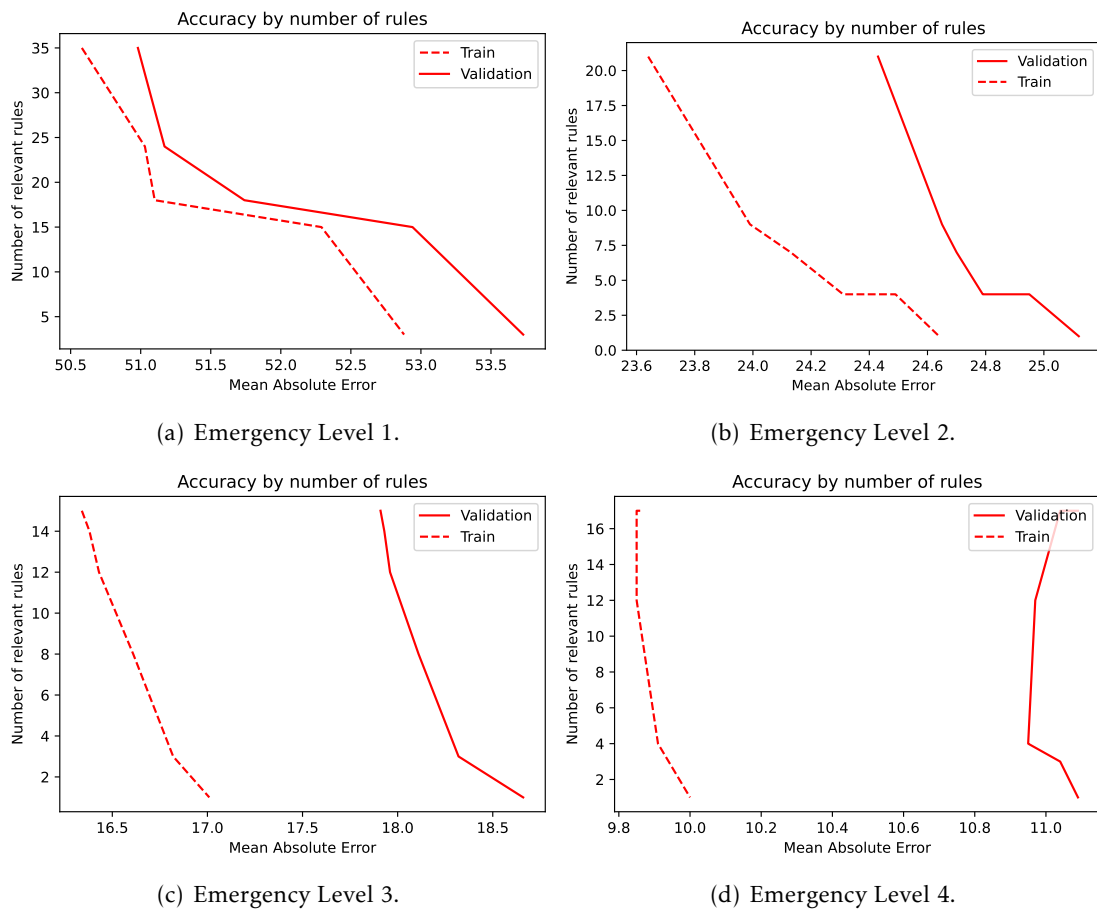 Accuracy by number of rules
Number of relevant rules
35
30
25
20
15
10
5
Train
Validation
50.5 51.0 51.5 52.0 52.5 53.0 53.5
Mean Absolute Error
(a) Emergency Level 1.
Accuracy by number of rules
Number of relevant rules
20.0
17.5
15.0
12.5
10.0
7.5
5.0
2.5
0.0
Validation
Train
23.6 23.8 24.0 24.2 24.4 24.6 24.8 25.0
Mean Absolute Error
(b) Emergency Level 2.
Accuracy by number of rules
Number of relevant rules
14
12
10
8
6
4
2
Validation
Train
16.5 17.0 17.5 18.0 18.5
Mean Absolute Error
(c) Emergency Level 3.
Accuracy by number of rules
Number of relevant rules
16
14
12
10
8
6
4
2
Validation
Train
9.8 10.0 10.2 10.4 10.6 10.8 11.0
Mean Absolute Error
(d) Emergency Level 4.